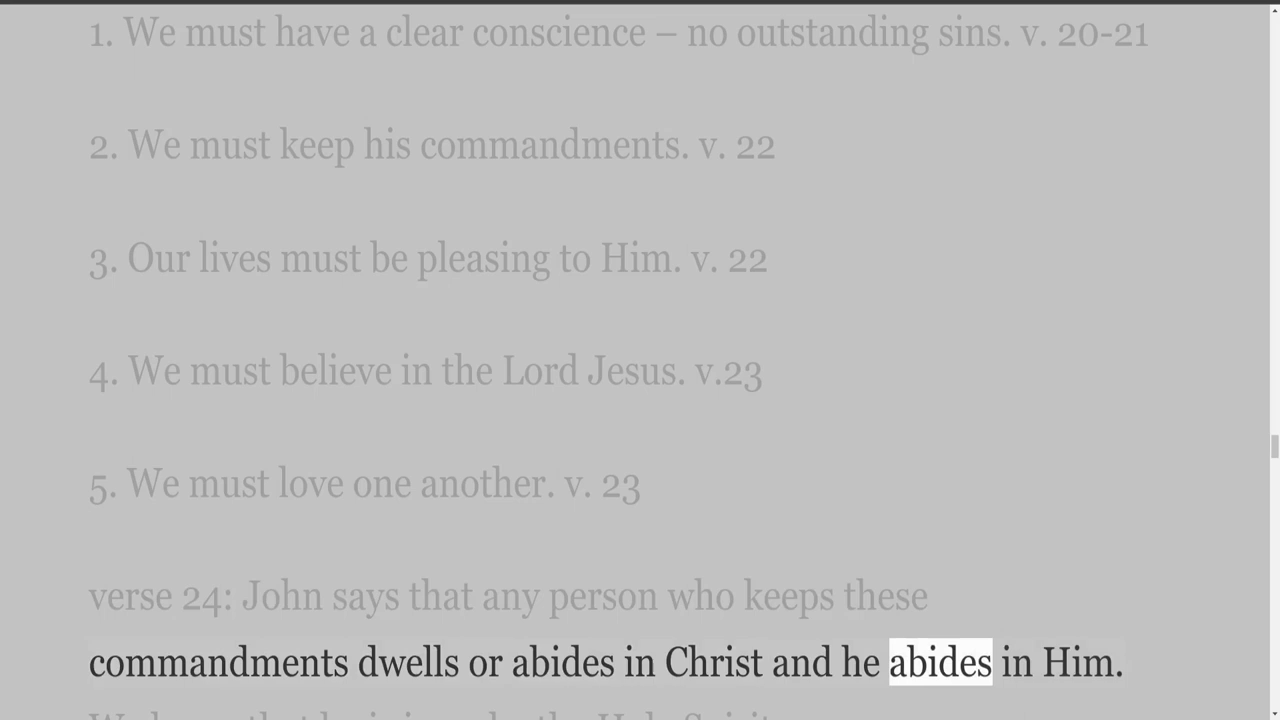 1. We must have a clear conscience – no outstanding sins. v. 20-21
2. We must keep his commandments. v. 22
3. Our lives must be pleasing to Him. v. 22
4. We must believe in the Lord Jesus. v.23
5. We must love one another. v. 23
verse 24: John says that any person who keeps these
commandments dwells or abides in Christ and he abides in Him.